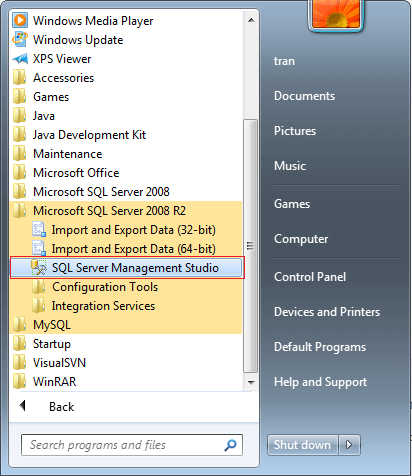 Windows Media Player
Windows Update
XPS Viewer
Accessories
Games
Java
Java Development Kit
Maintenance
Microsoft Office
Microsoft SQL Server 2008
Microsoft SQL Server 2008 R2
Import and Export Data (32-bit)
Import and Export Data (64-bit)
SQL Server Management Studio
Configuration Tools
Integration Services
MySQL
Startup
VisualSVN
WinRAR
Back
Search programs and files
tran
Documents
Pictures
Music
Games
Computer
Control Panel
Devices and Printers
Default Programs
Help and Support
Shut down